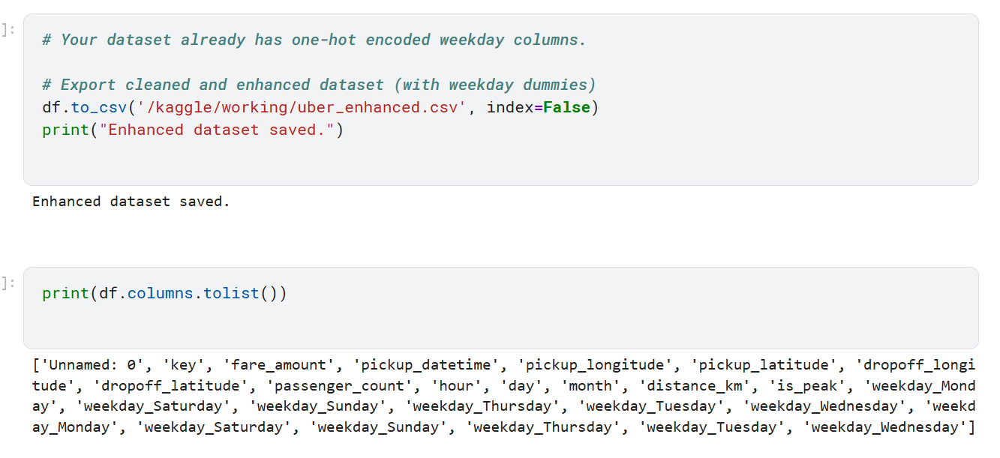 ]:
# Your dataset already has one-hot encoded weekday columns.
# Export cleaned and enhanced dataset (with weekday dummies)
df.to_csv('/kaggle/working/uber_enhanced.csv', index=False)
print("Enhanced dataset saved.")
Enhanced dataset saved.
]:
print(df.columns.tolist())
['Unnamed: 0', 'key', 'fare_amount', 'pickup_datetime', 'pickup_longitude', 'pickup_latitude', 'dropoff_longi
tude', 'dropoff_latitude', 'passenger_count', 'hour', 'day', 'month', 'distance_km', 'is_peak', 'weekday_Mond
ay', 'weekday_Saturday', 'weekday_Sunday', 'weekday_Thursday', 'weekday_Tuesday', 'weekday_Wednesday', 'weekd
ay_Monday', 'weekday_Saturday', 'weekday_Sunday', 'weekday_Thursday', 'weekday_Tuesday', 'weekday_Wednesday']